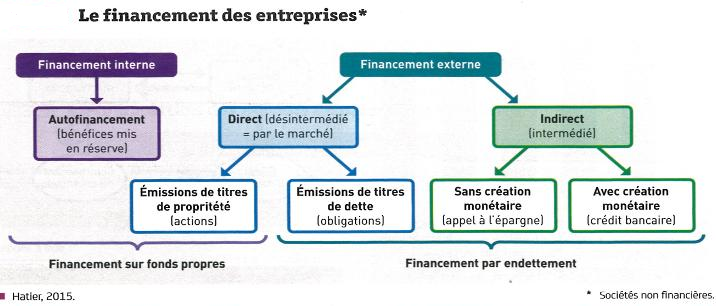 Le financement des entreprises*
Financement interne
Financement externe
Autofinancement
(bénéfices mis
en réserve)
Direct (désintermédié
= par le marché)
Indirect
(intermédié)
Émissions de titres
de propritété
(actions)
Émissions de titres
de dette
(obligations)
Sans création
monétaire
(appel à l'épargne)
Avec création
monétaire
(crédit bancaire)
Financement sur fonds propres
Financement par endettement
Hatier, 2015.
* Sociétés non financières.